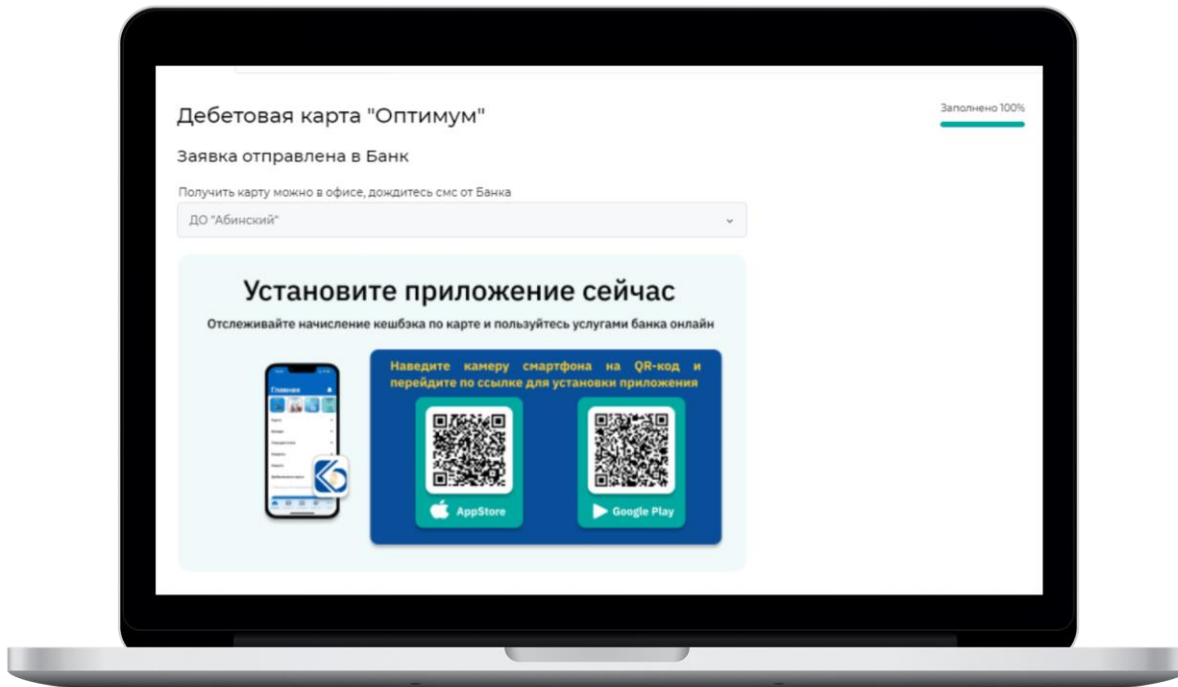 Дебетовая карта "Оптимум"
Заполнено 100%
Заявка отправлена в Банк
Получить карту можно в офисе, дождитесь смс от Банка
ДО "Абинский"
Установите приложение сейчас
Отслеживайте начисление кешбэка по карте и пользуйтесь услугами банка онлайн
Наведите камеру смартфона на QR-код и
перейдите по ссылке для установки приложения
Главная
AppStore
Google Play